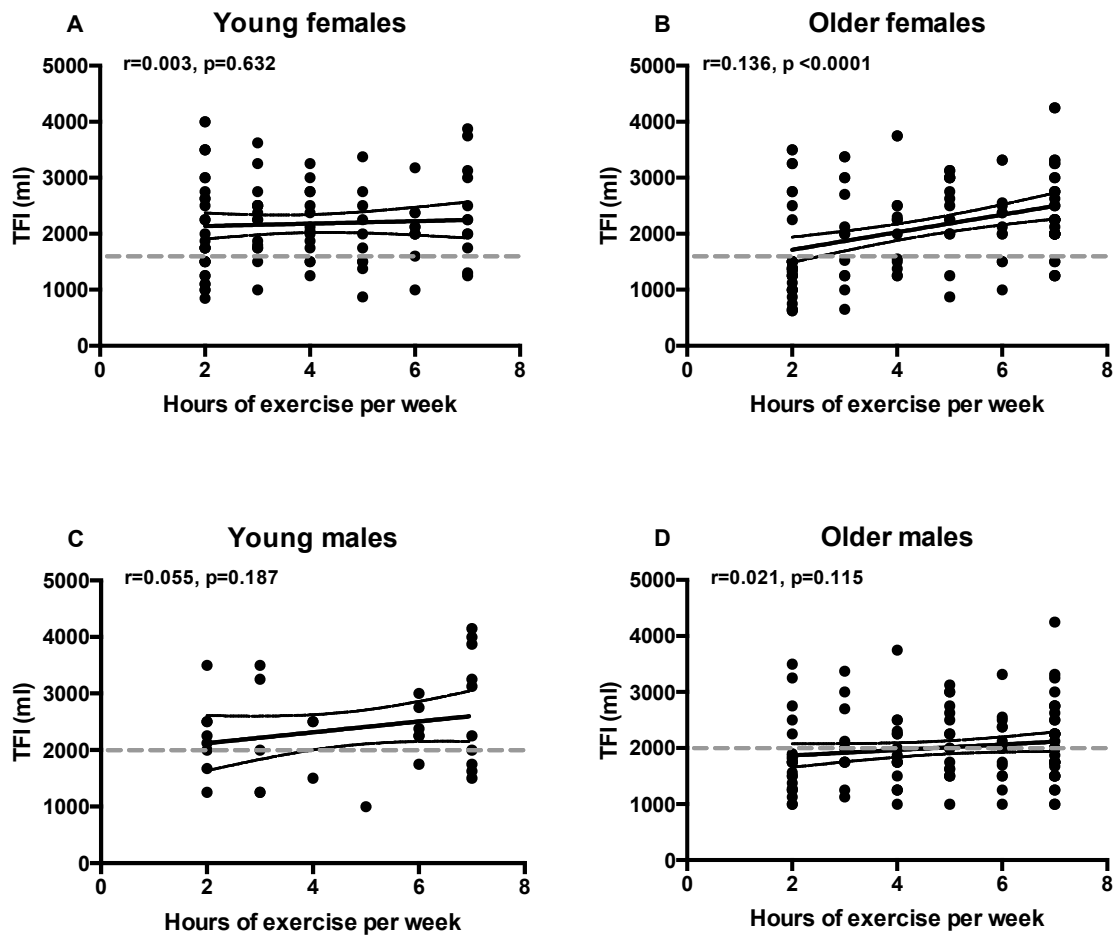 A Young females
r=0.003, p=0.632
5000
4000
3000
2000
1000
0
TFI (ml)
0 2 4 6 8
Hours of exercise per week
B Older females
r=0.136, p <0.0001
5000
4000
3000
2000
1000
0
TFI (ml)
0 2 4 6 8
Hours of exercise per week
C Young males
r=0.055, p=0.187
5000
4000
3000
2000
1000
0
TFI (ml)
0 2 4 6 8
Hours of exercise per week
D Older males
r=0.021, p=0.115
5000
4000
3000
2000
1000
0
TFI (ml)
0 2 4 6 8
Hours of exercise per week